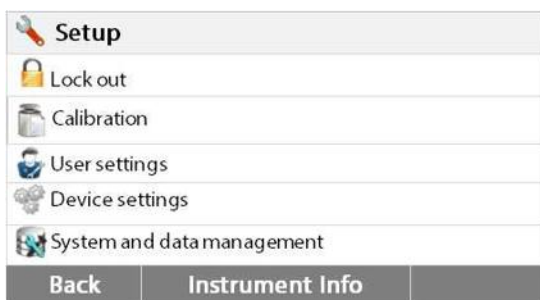 Setup
Lock out
Calibration
User settings
Device settings
System and data management
Back Instrument Info